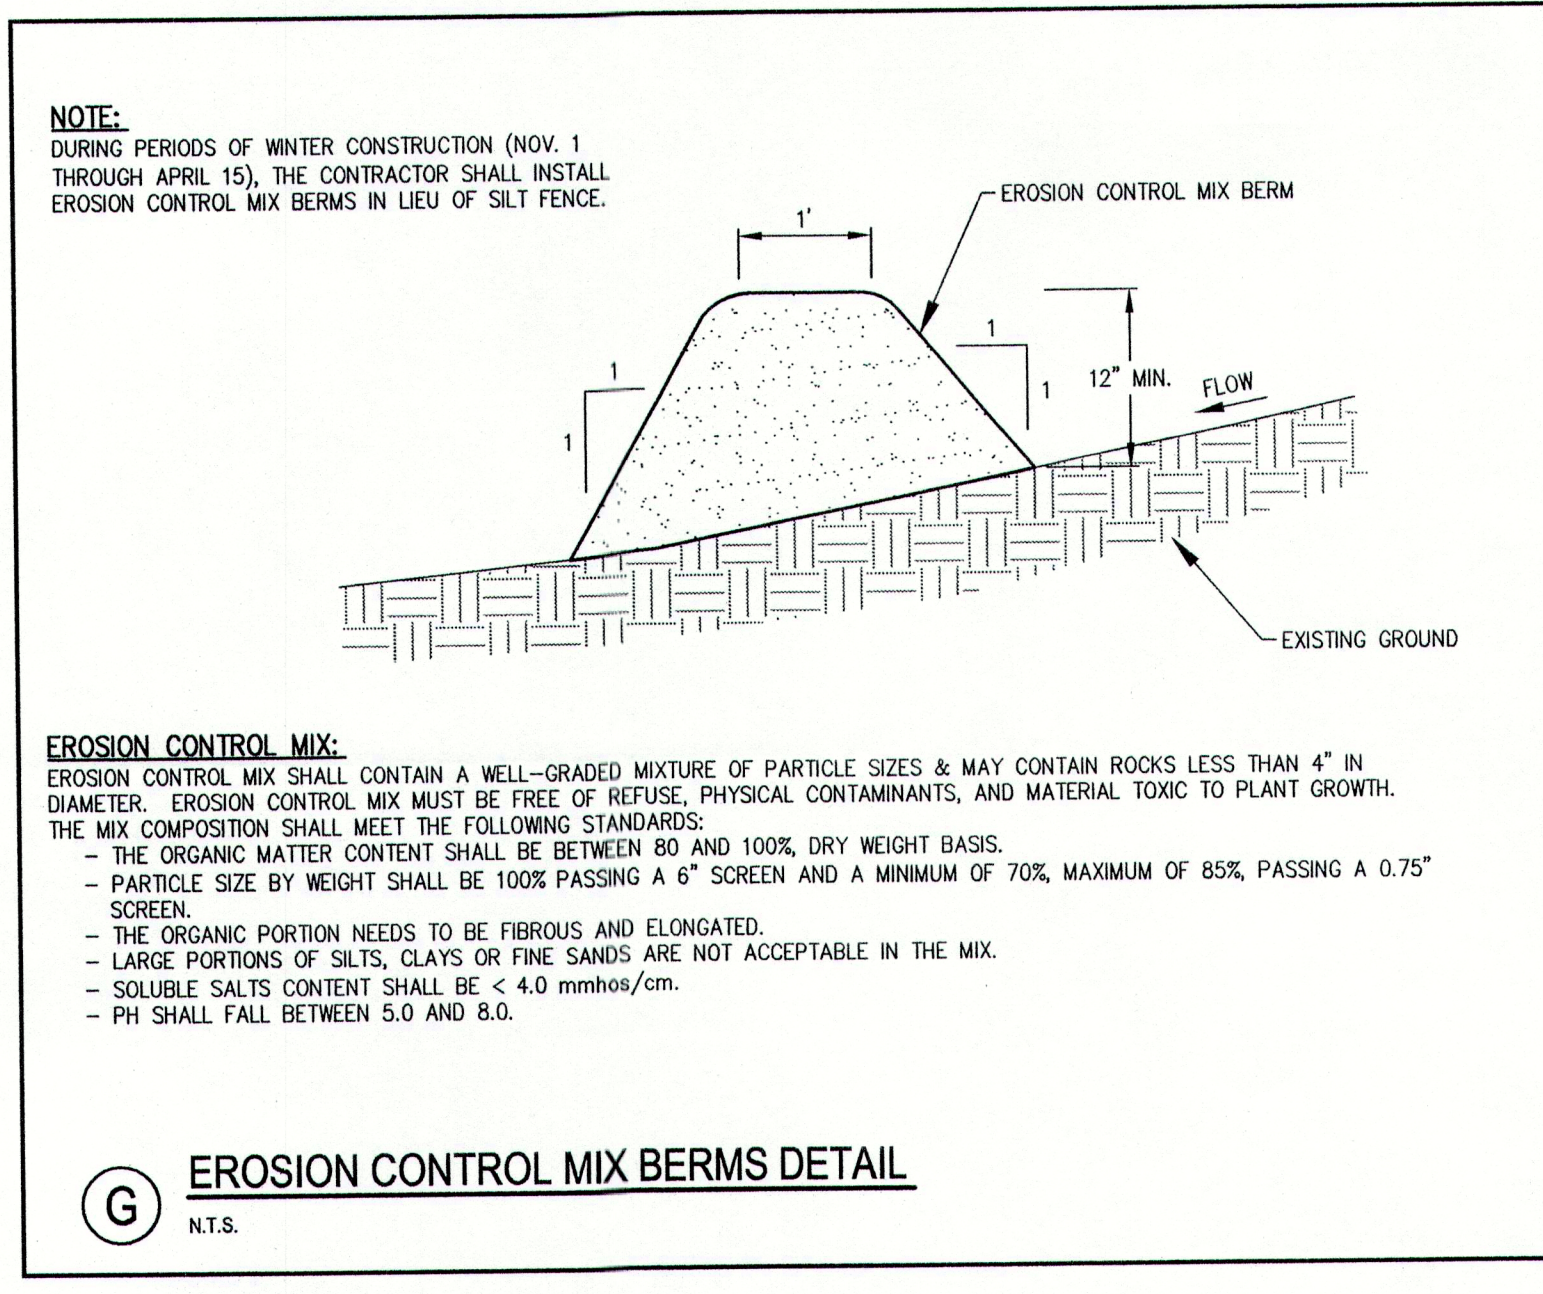 NOTE:
DURING PERIODS OF WINTER CONSTRUCTION (NOV. 1
THROUGH APRIL 15), THE CONTRACTOR SHALL INSTALL
EROSION CONTROL MIX BERMS IN LIEU OF SILT FENCE.
EROSION CONTROL MIX BERM
1'
1
1
1
1
12" MIN.
FLOW
EXISTING GROUND
EROSION CONTROL MIX:
EROSION CONTROL MIX SHALL CONTAIN A WELL-GRADED MIXTURE OF PARTICLE SIZES & MAY CONTAIN ROCKS LESS THAN 4" IN
DIAMETER. EROSION CONTROL MIX MUST BE FREE OF REFUSE, PHYSICAL CONTAMINANTS, AND MATERIAL TOXIC TO PLANT GROWTH.
THE MIX COMPOSITION SHALL MEET THE FOLLOWING STANDARDS:
- THE ORGANIC MATTER CONTENT SHALL BE BETWEEN 80 AND 100%, DRY WEIGHT BASIS.
- PARTICLE SIZE BY WEIGHT SHALL BE 100% PASSING A 6" SCREEN AND A MINIMUM OF 70%, MAXIMUM OF 85%, PASSING A 0.75"
SCREEN.
- THE ORGANIC PORTION NEEDS TO BE FIBROUS AND ELONGATED.
- LARGE PORTIONS OF SILTS, CLAYS OR FINE SANDS ARE NOT ACCEPTABLE IN THE MIX.
- SOLUBLE SALTS CONTENT SHALL BE < 4.0 mmhos/cm.
- PH SHALL FALL BETWEEN 5.0 AND 8.0.
G
EROSION CONTROL MIX BERMS DETAIL
N.T.S.